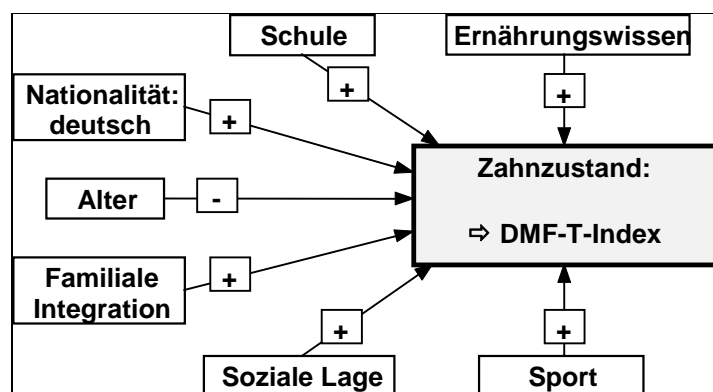 Schule
Ernährungswissen
+
+
Nationalität:
deutsch
+
Zahnzustand:
Alter
-
⇨ DMF-T-Index
Familiale
Integration
+
+
+
Soziale Lage
Sport